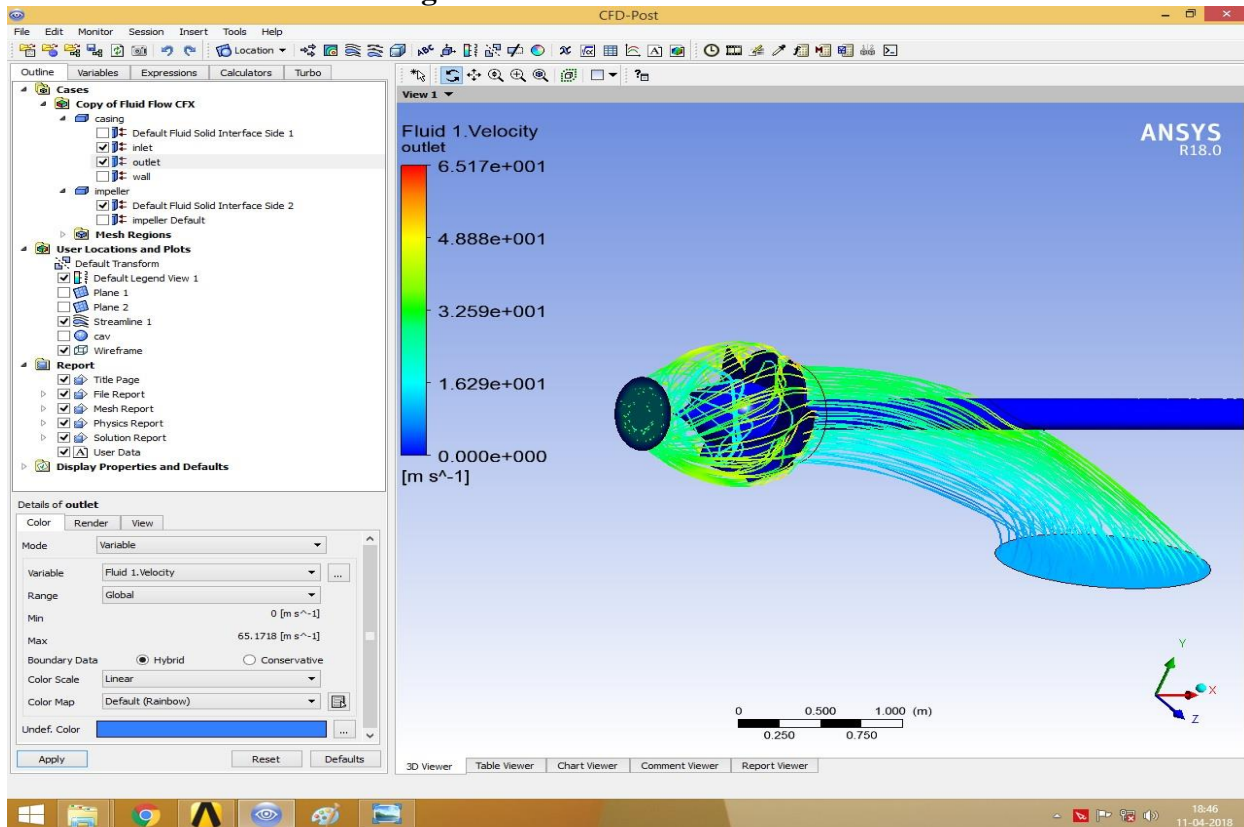 CFD-Post
File Edit Monitor Session Insert Tools Help
Location
Outline Variables Expressions Calculators Turbo
Cases
Copy of Fluid Flow CFX
casing
Default Fluid Solid Interface Side 1
inlet
outlet
wall
impeller
Default Fluid Solid Interface Side 2
impeller Default
Mesh Regions
User Locations and Plots
Default Transform
Default Legend View 1
Plane 1
Plane 2
Streamline 1
cav
Wireframe
Report
Title Page
File Report
Mesh Report
Physics Report
Solution Report
A User Data
Display Properties and Defaults
Details of outlet
Color Render View
Mode Variable
Variable Fluid 1.Velocity ...
Range Global
Min 0 [m s^-1]
Max 65.1718 [m s^-1]
Boundary Data Hybrid Conservative
Color Scale Linear
Color Map Default (Rainbow)
Undef. Color ...
Apply Reset Defaults
View 1
Fluid 1.Velocity
outlet
6.517e+001
4.888e+001
3.259e+001
1.629e+001
0.000e+000
[m s^-1]
ANSYS
R18.0
Y
X
Z
0 0.500 1.000 (m)
0.250 0.750
3D Viewer Table Viewer Chart Viewer Comment Viewer Report Viewer
18:46
11-04-2018